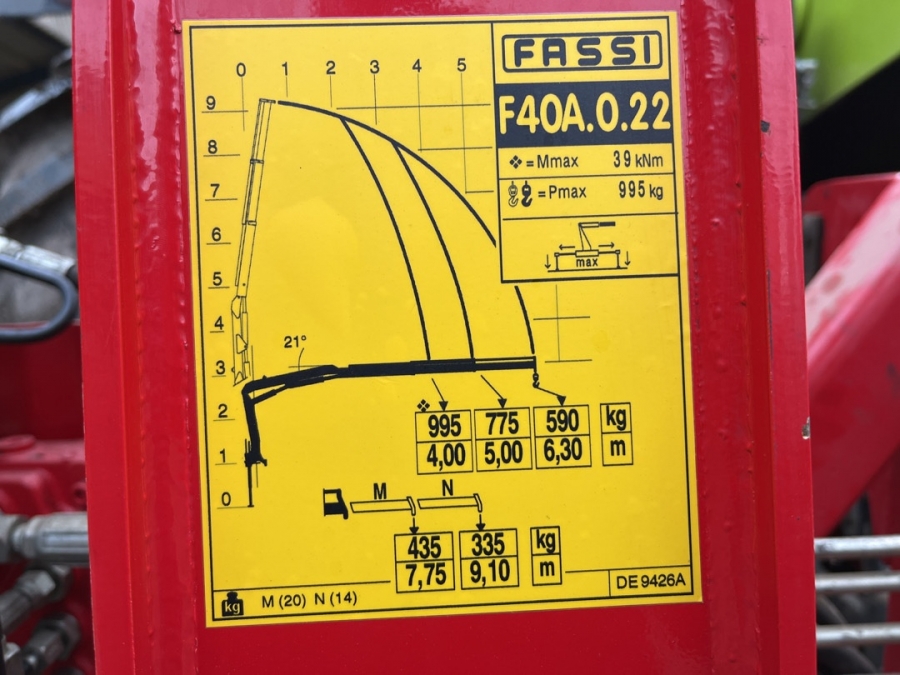 FASSI
F40A.0.22
❖ = Mmax 39 kNm
= Pmax 995 kg
max
0 1 2 3 4 5
9
8
7
6
5
4
3
2
1
0
21°
❖
995 775 590 kg
4,00 5,00 6,30 m
M N
435 335 kg
7,75 9,10 m
kg M (20) N (14)
DE 9426A